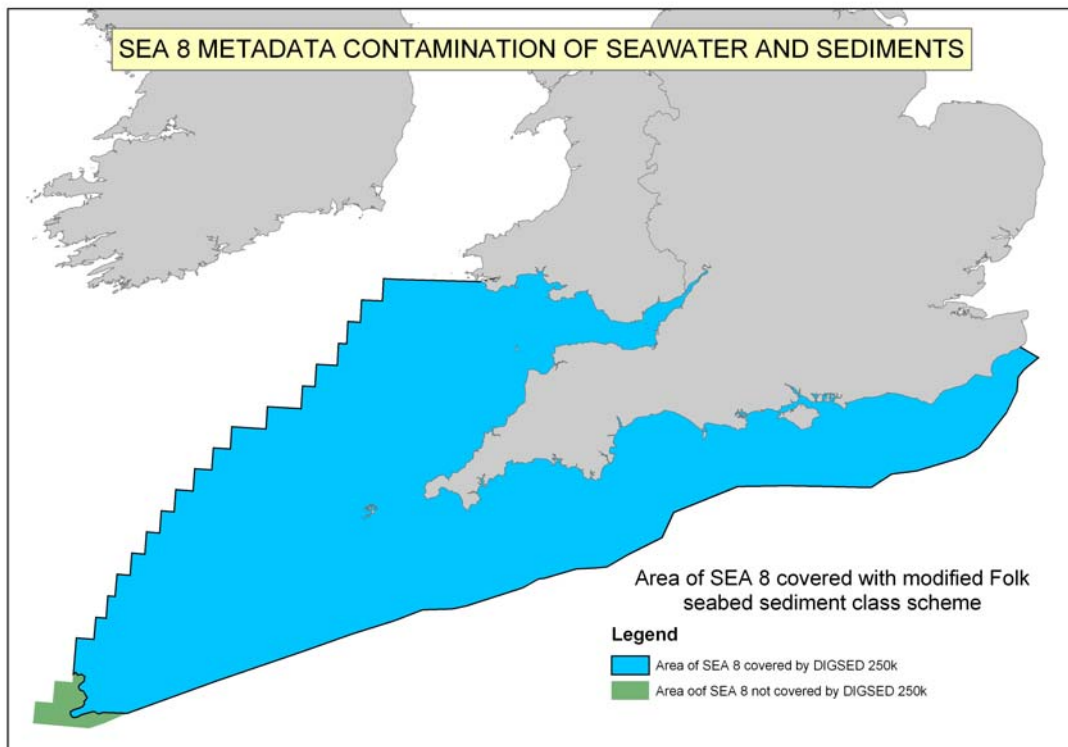 SEA 8 METADATA CONTAMINATION OF SEAWATER AND SEDIMENTS
Area of SEA 8 covered with modified Folk
seabed sediment class scheme
Legend
Area of SEA 8 covered by DIGSED 250k
Area oof SEA 8 not covered by DIGSED 250k